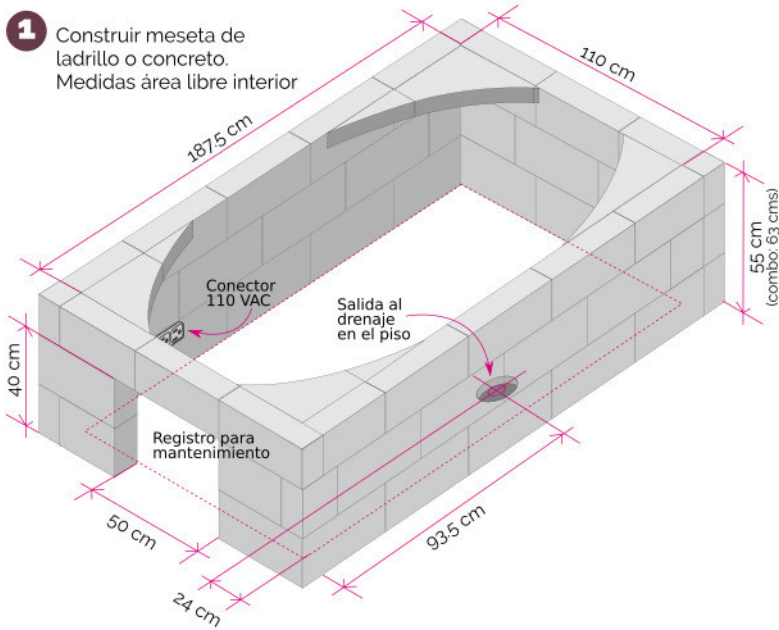 1
Construir meseta de
ladrillo o concreto.
Medidas área libre interior
110 cm
187.5 cm
55 cm
(combo: 63 cms)
Conector
110 VAC
Salida al
drenaje
en el piso
40 cm
Registro para
mantenimiento
50 cm
93.5 cm
24 cm